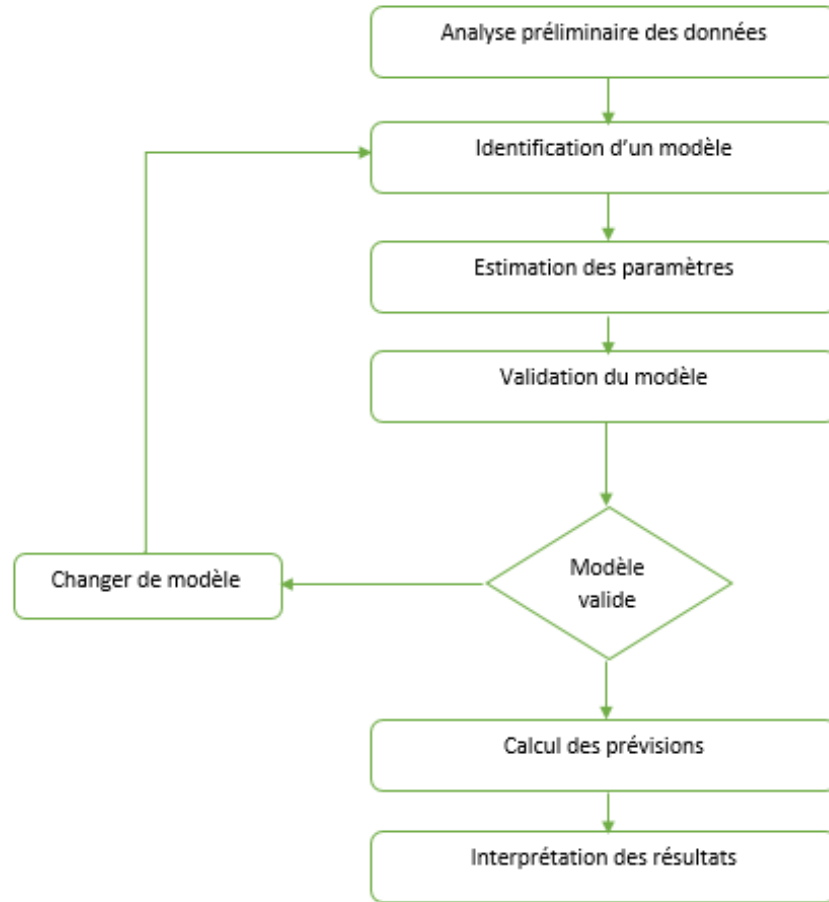 Analyse préliminaire des données
Identification d'un modèle
Estimation des paramètres
Validation du modèle
Modèle
valide
Changer de modèle
Calcul des prévisions
Interprétation des résultats